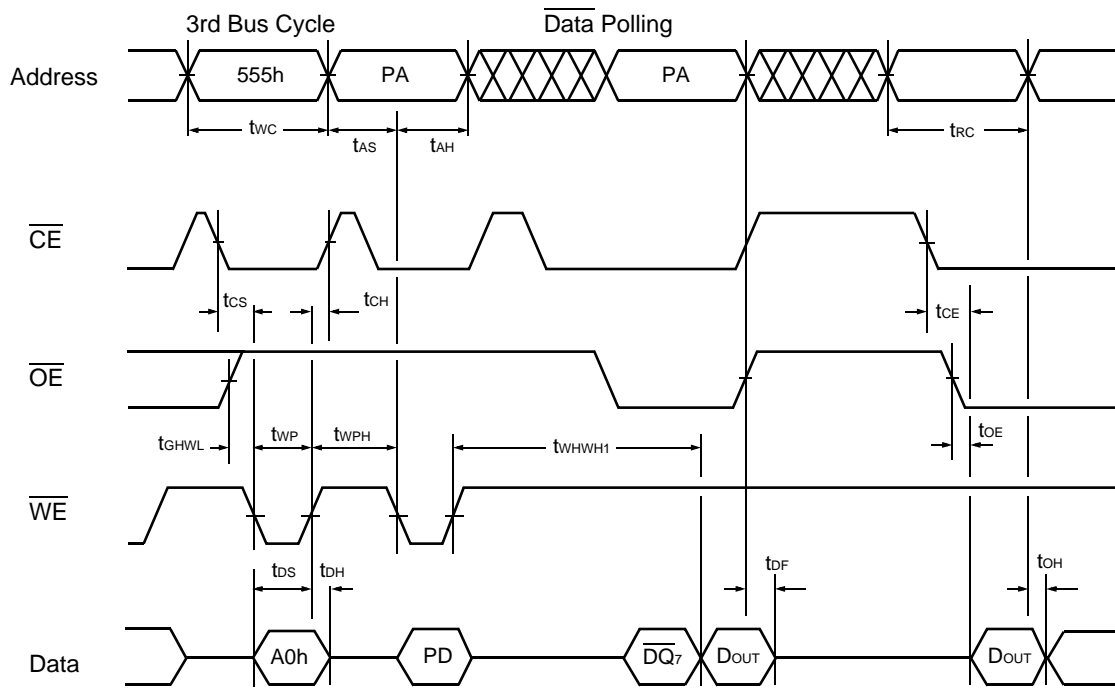 3rd Bus Cycle
Data Polling
Address
555h
PA
PA
tWC
tAS
tAH
tRC
CE
tCS
tCH
tCE
OE
tGHWL
tWP
tWPH
tWHWH1
tOE
WE
tDS
tDH
tDF
tOH
Data
A0h
PD
DQ7
DOUT
DOUT